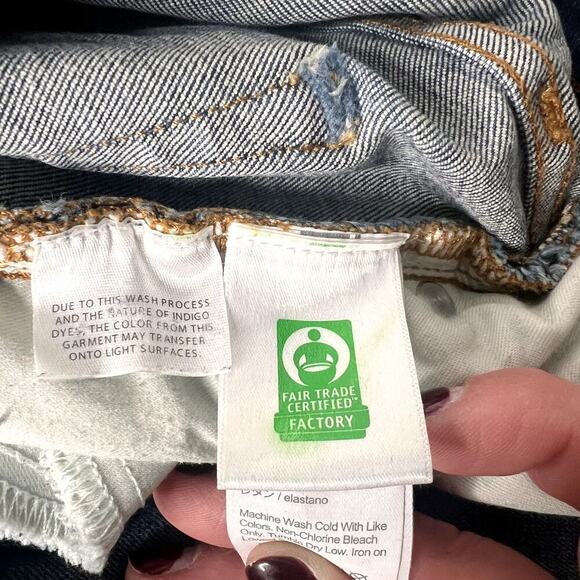 DUE TO THIS WASH PROCESS
AND THE NATURE OF INDIGO
DYES, THE COLOR FROM THIS
GARMENT MAY TRANSFER
ONTO LIGHT SURFACES.
FAIR TRADE
CERTIFIED™
FACTORY
/ elastano
Machine Wash Cold With Like
Colors. Non-Chlorine Bleach
Only. Tumble Dry Low. Iron on